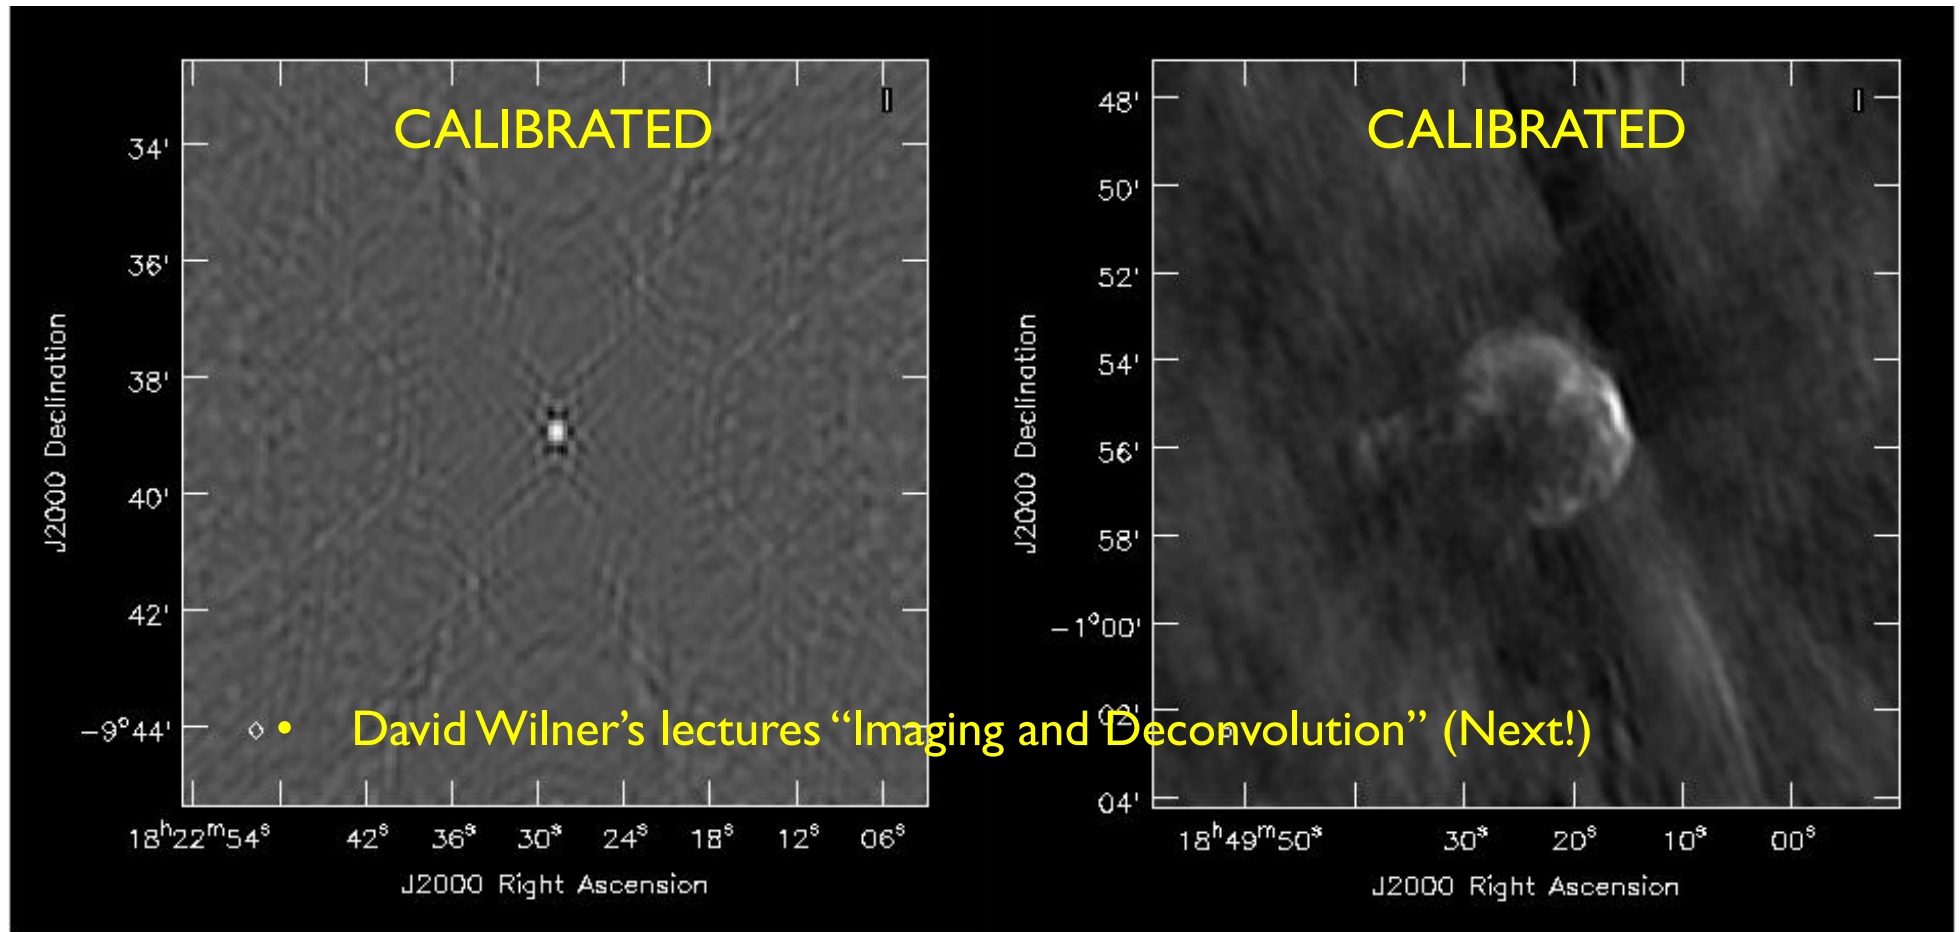 CALIBRATED
I
34'
36'
38'
40'
42'
−9°44'
J2000 Declination
18ʰ22ᵐ54ˢ 42ˢ 36ˢ 30ˢ 24ˢ 18ˢ 12ˢ 06ˢ
J2000 Right Ascension
CALIBRATED
I
48'
50'
52'
54'
56'
58'
−1°00'
02'
04'
J2000 Declination
18ʰ49ᵐ50ˢ 30ˢ 20ˢ 10ˢ 00ˢ
J2000 Right Ascension
• David Wilner’s lectures “Imaging and Deconvolution” (Next!)